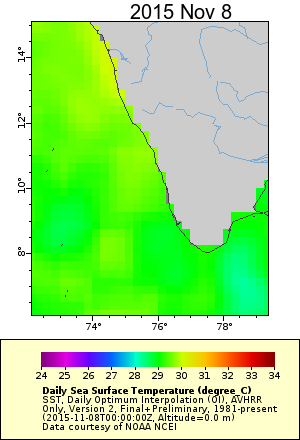 2015 Nov 8
14°
12°
10°
8°
74° 76° 78°
24 25 26 27 28 29 30 31 32 33 34
Daily Sea Surface Temperature (degree_C)
SST, Daily Optimum Interpolation (OI), AVHRR
Only, Version 2, Final+Preliminary, 1981-present
(2015-11-08T00:00:00Z, Altitude=0.0 m)
Data courtesy of NOAA NCEI